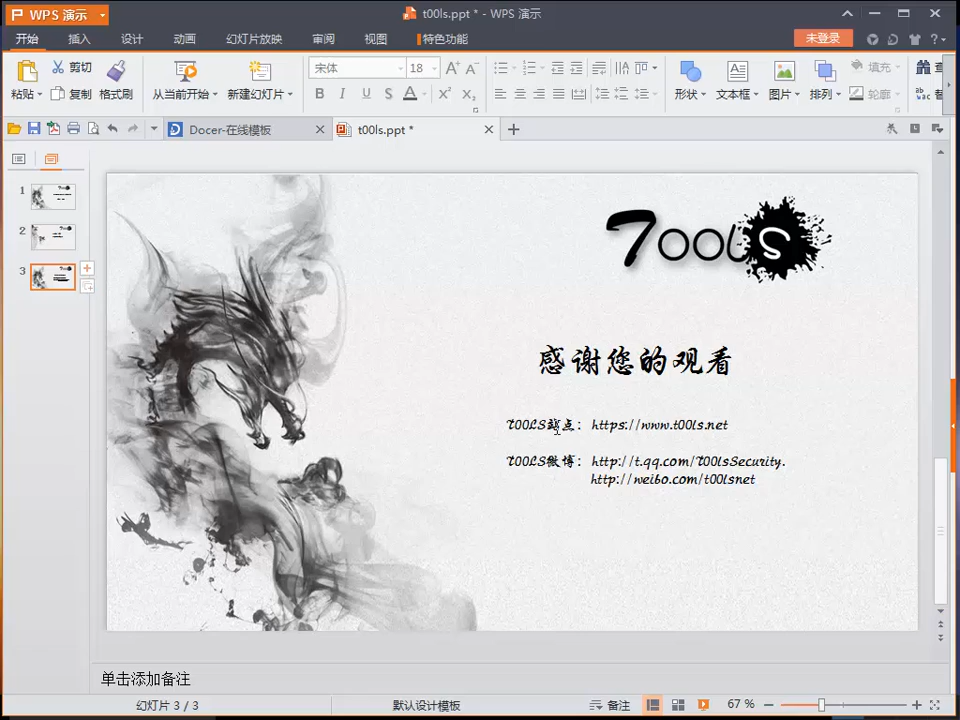 WPS 演示
t00ls.ppt * - WPS 演示
开始
插入
设计
动画
幻灯片放映
审阅
视图
特色功能
未登录
粘贴
剪切
复制
格式刷
从当前开始
新建幻灯片
宋体
18
B I U S A X² X₂
形状
文本框
图片
排列
填充
轮廓
Docer-在线模板
t00ls.ppt *
1
2
3
TOOLS
感谢您的观看
T00LS站点：https://www.t00ls.net
T00LS微博：http://t.qq.com/T00lsSecurity.
http://weibo.com/t00lsnet
单击添加备注
幻灯片 3 / 3
默认设计模板
备注
67 %